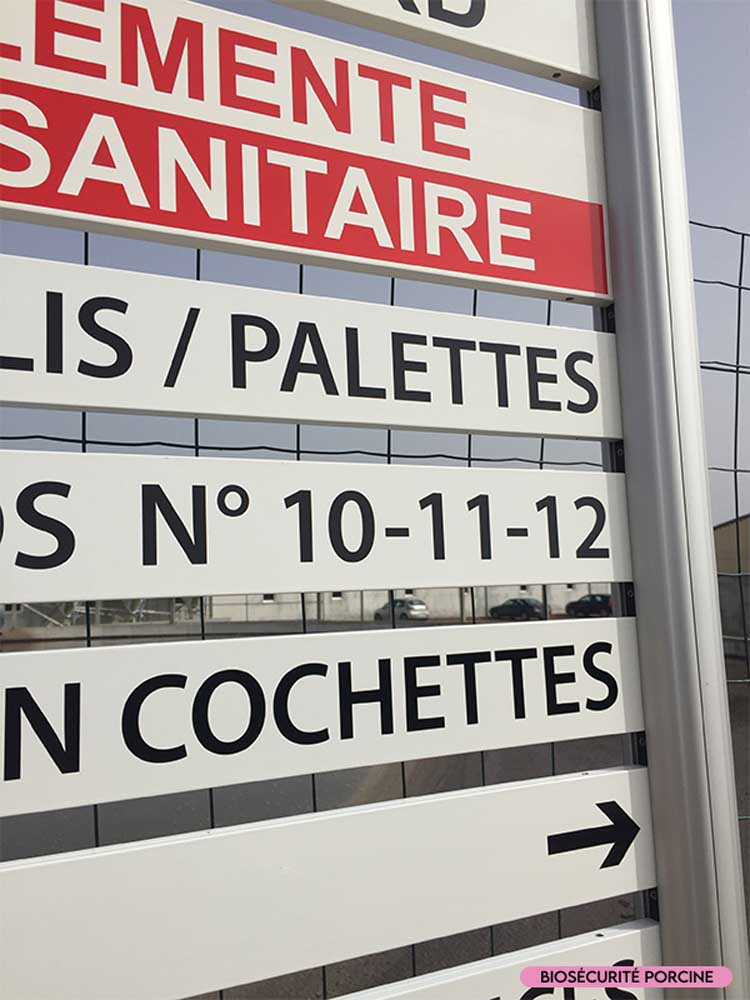 LEMENTE
SANITAIRE
LIS / PALETTES
OS N° 10-11-12
N COCHETTES
BIOSÉCURITÉ PORCINE